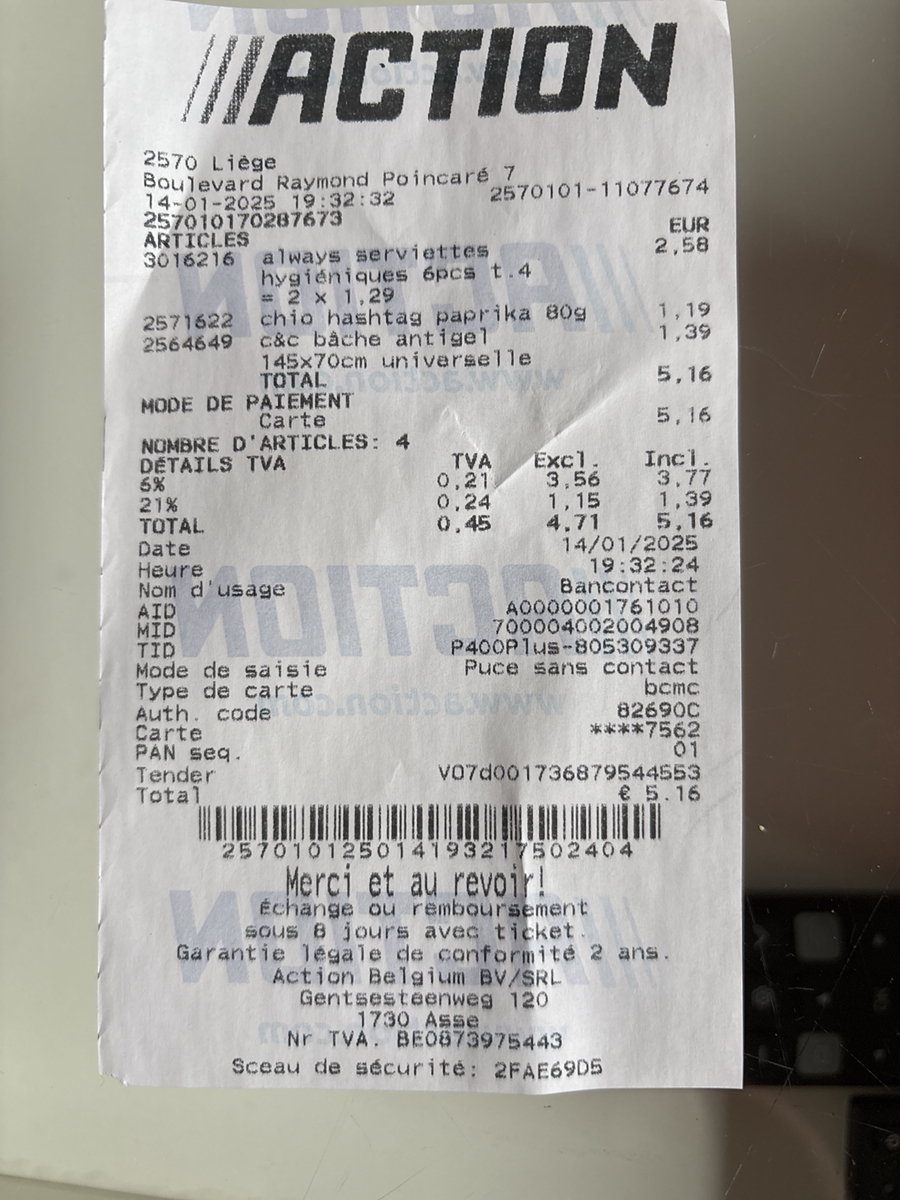 ///ACTION
2570 Liège
Boulevard Raymond Poincaré 7
14-01-2025 19:32:32 2570101-11077674
257010170287673
ARTICLES EUR
3016216 always serviettes 2,58
hygiéniques 6pcs t.4
= 2 x 1,29
2571622 chio hashtag paprika 80g 1,19
2564649 c&c bâche antigel 1,39
145x70cm universelle
TOTAL 5,16
MODE DE PAIEMENT
Carte 5,16
NOMBRE D'ARTICLES: 4
DÉTAILS TVA TVA Excl. Incl.
6% 0,21 3,56 3,77
21% 0,24 1,15 1,39
TOTAL 0,45 4,71 5,16
Date 14/01/2025
Heure 19:32:24
Nom d'usage Bancontact
AID A0000001761010
MID 700004002004908
TID P400Plus-805309337
Mode de saisie Puce sans contact
Type de carte bcmc
Auth. code 82690C
Carte ****7562
PAN seq. 01
Tender V07d001736879544553
Total € 5.16
257010125014193217502404
Merci et au revoir!
Échange ou remboursement
sous 8 jours avec ticket.
Garantie légale de conformité 2 ans.
Action Belgium BV/SRL
Gentsesteenweg 120
1730 Asse
Nr TVA. BE0873975443
Sceau de sécurité: 2FAE69D5